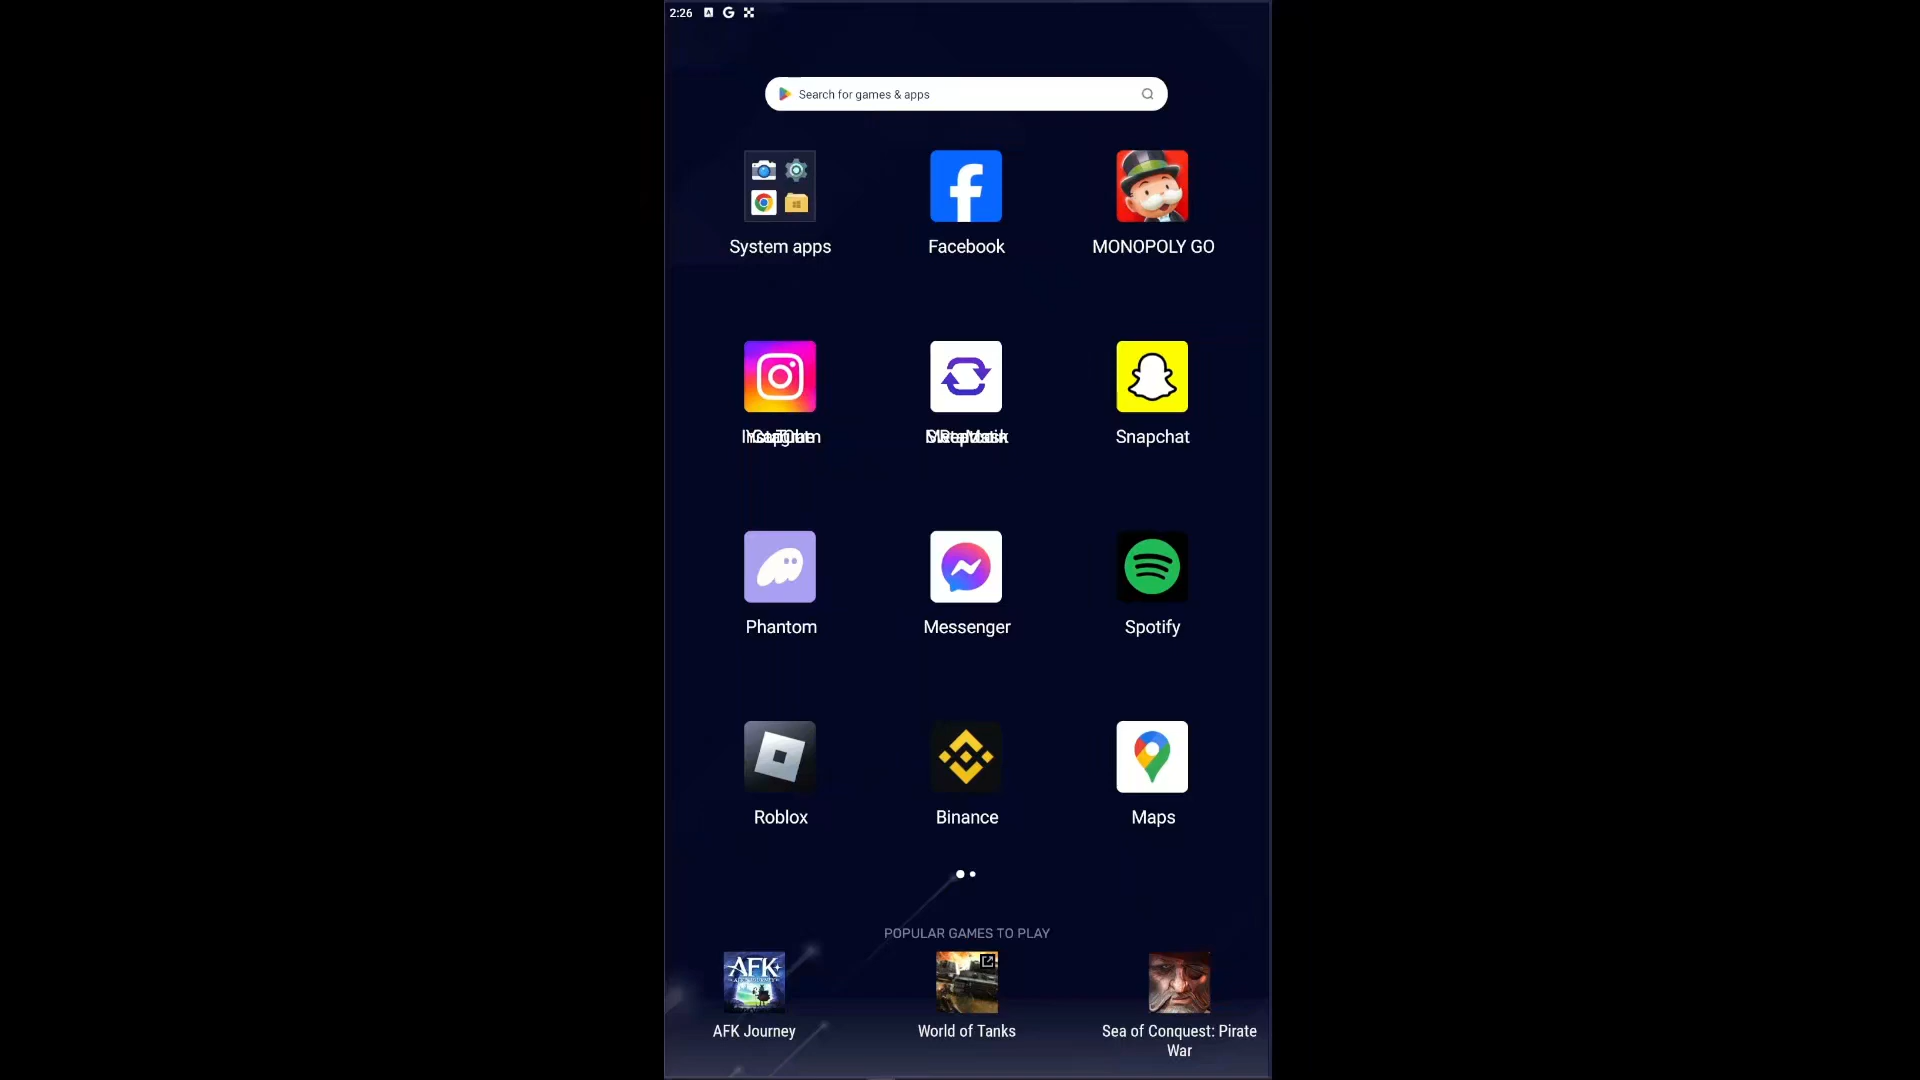 2:26
Search for games & apps
System apps
Facebook
MONOPOLY GO
Snapchat
Phantom
Messenger
Spotify
Roblox
Binance
Maps
POPULAR GAMES TO PLAY
AFK
AFK Journey
World of Tanks
Sea of Conquest: Pirate
War